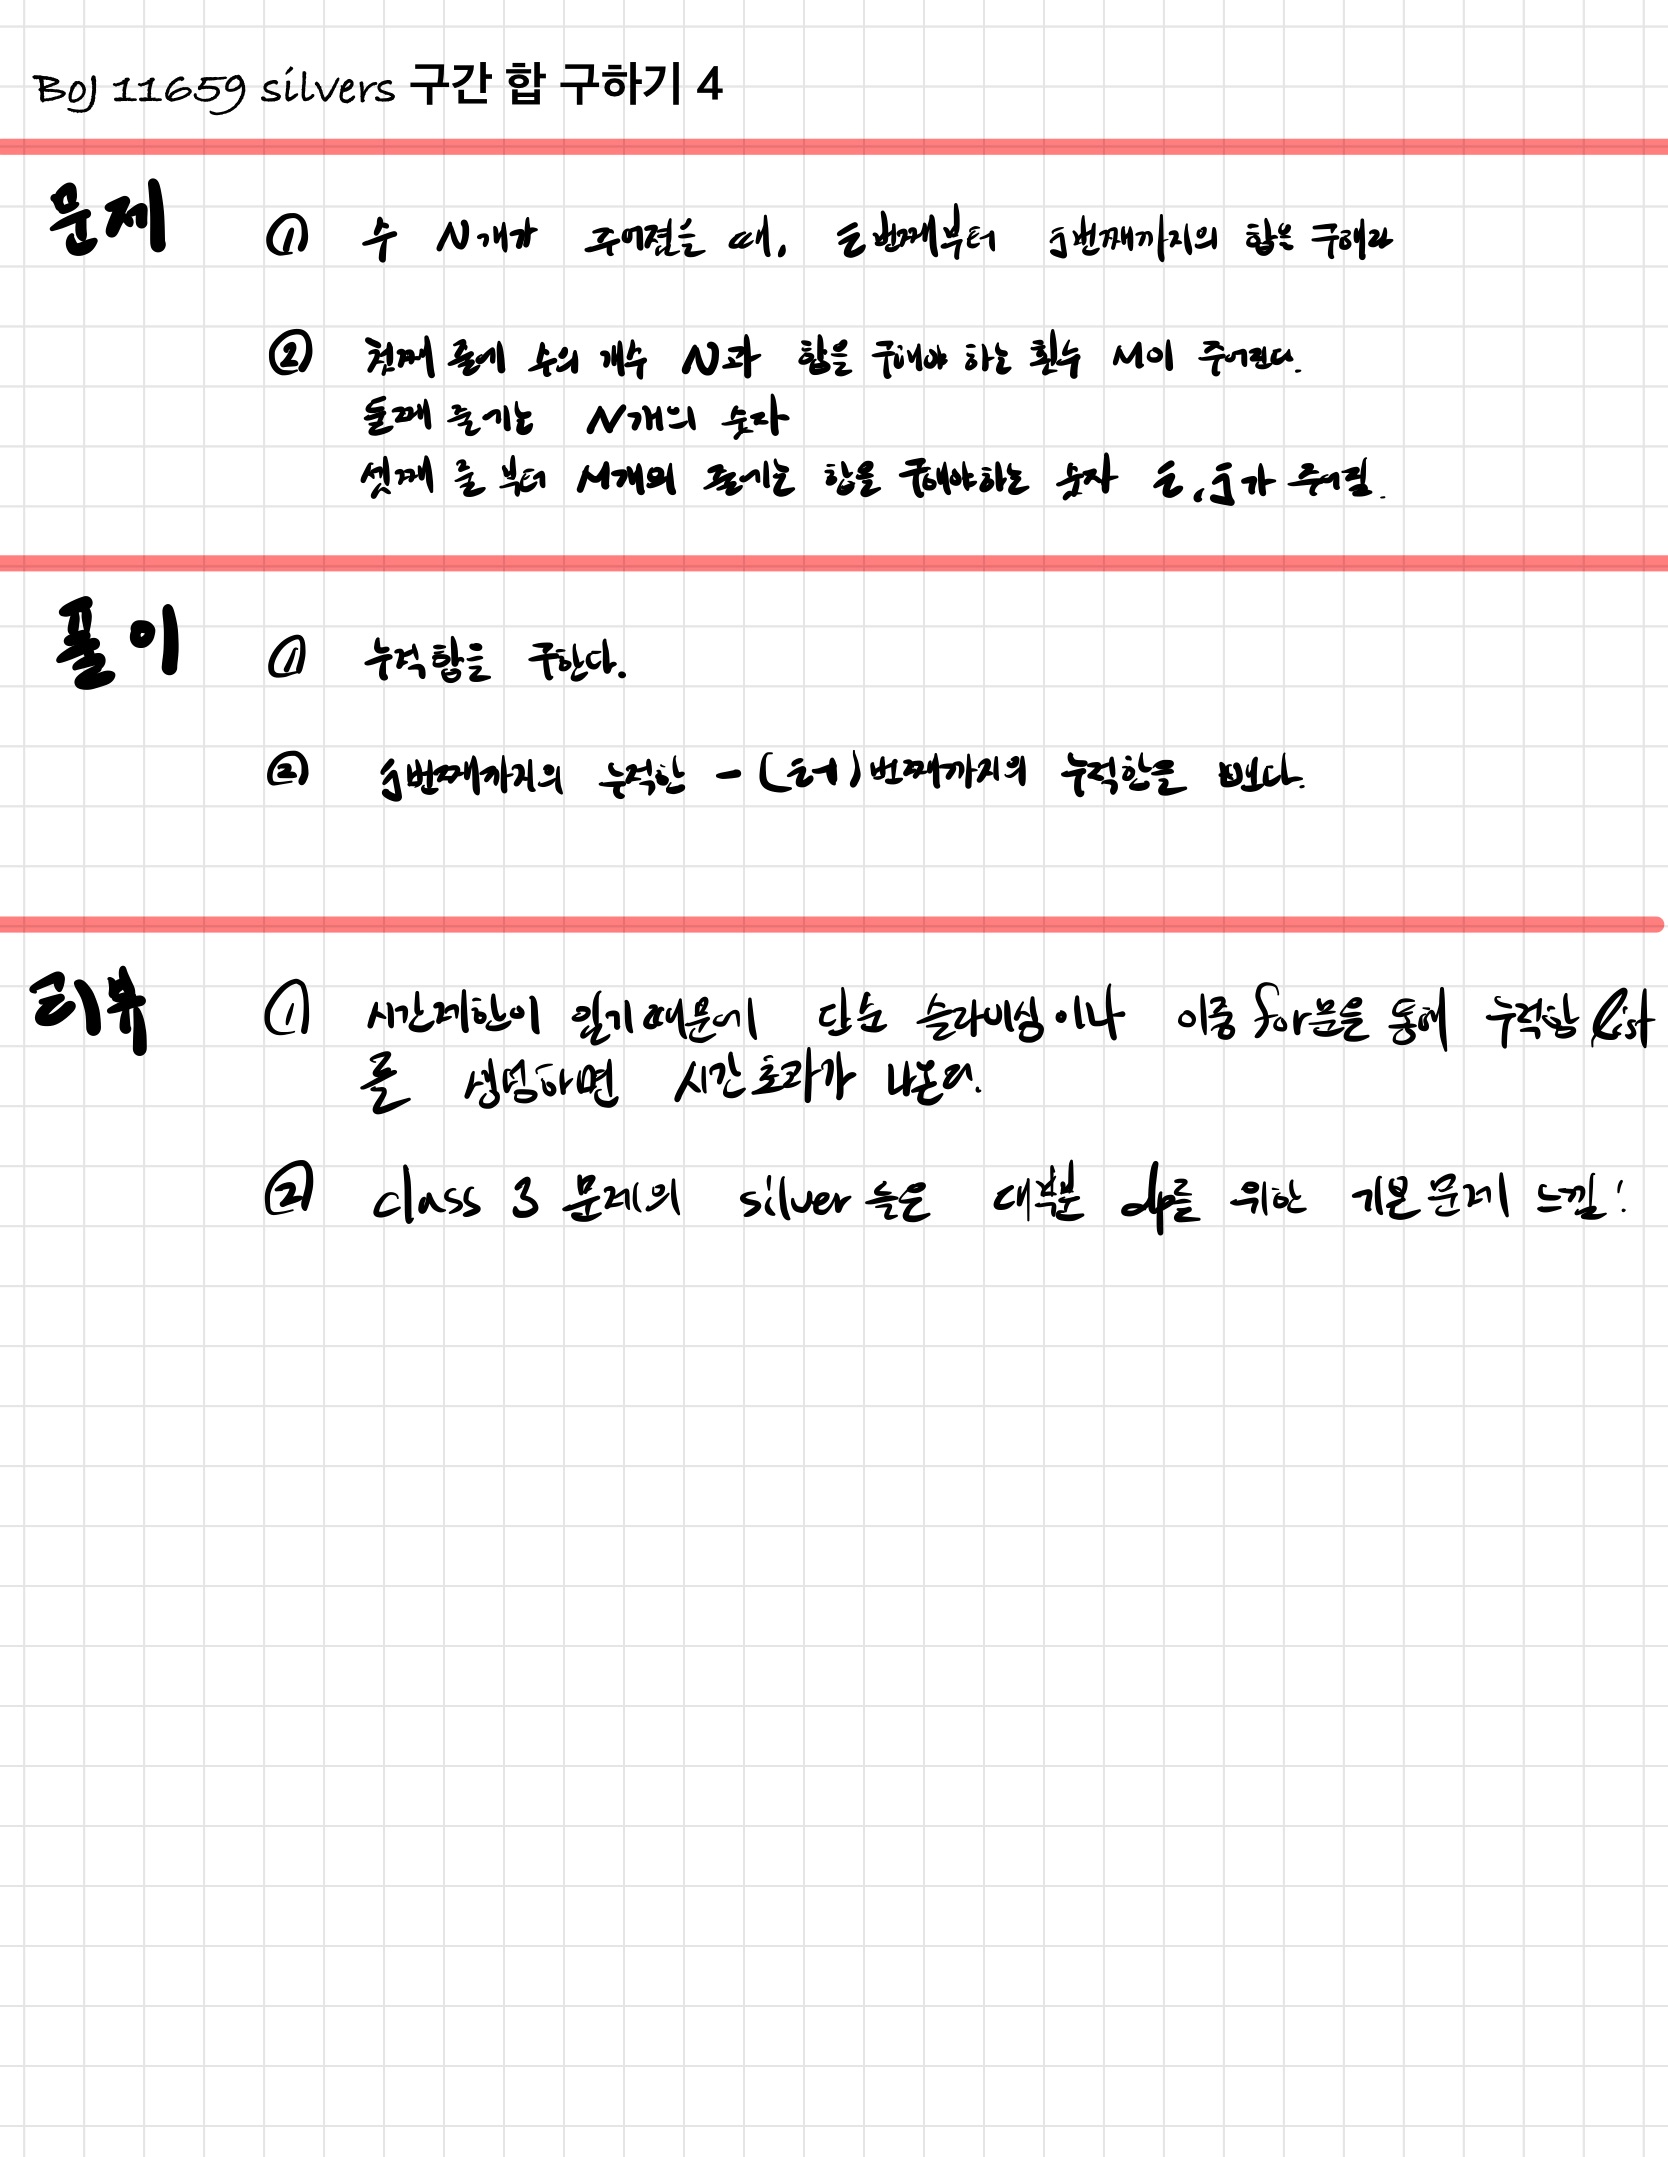 BOJ 11659 silver3 구간 합 구하기 4
문제
① 수 N개가 주어졌을 때, i번째부터 j번째까지의 합을 구해라
② 첫째 줄에 수의 개수 N과 합을 구해야 하는 횟수 M이 주어진다.
둘째 줄에는 N개의 숫자
셋째 줄 부터 M개의 줄에는 합을 구해야하는 숫자 i, j가 주어짐.
풀이
① 누적합을 구한다.
② j번째까지의 누적합 - (i-1)번째까지의 누적합을 뺀다.
리뷰
① 시간제한이 있기 때문에 단순 슬라이싱이나 이중 for문을 통해 누적합 list
를 생성하면 시간초과가 나온다.
② class 3 문제의 silver들은 대부분 dp를 위한 기본문제 느낌!